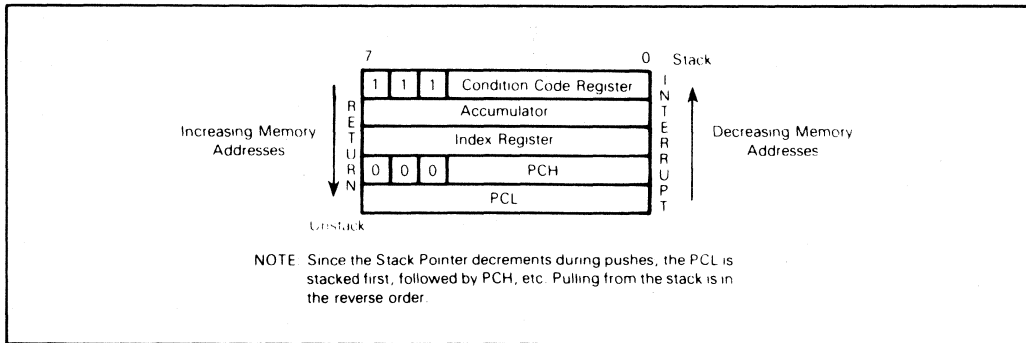 7 0 Stack
1 1 1 Condition Code Register
Accumulator
Index Register
0 0 0 PCH
PCL
RETURN
INTERRUPT
Increasing Memory
Addresses
Decreasing Memory
Addresses
Unstack
NOTE. Since the Stack Pointer decrements during pushes, the PCL is
stacked first, followed by PCH, etc. Pulling from the stack is in
the reverse order.